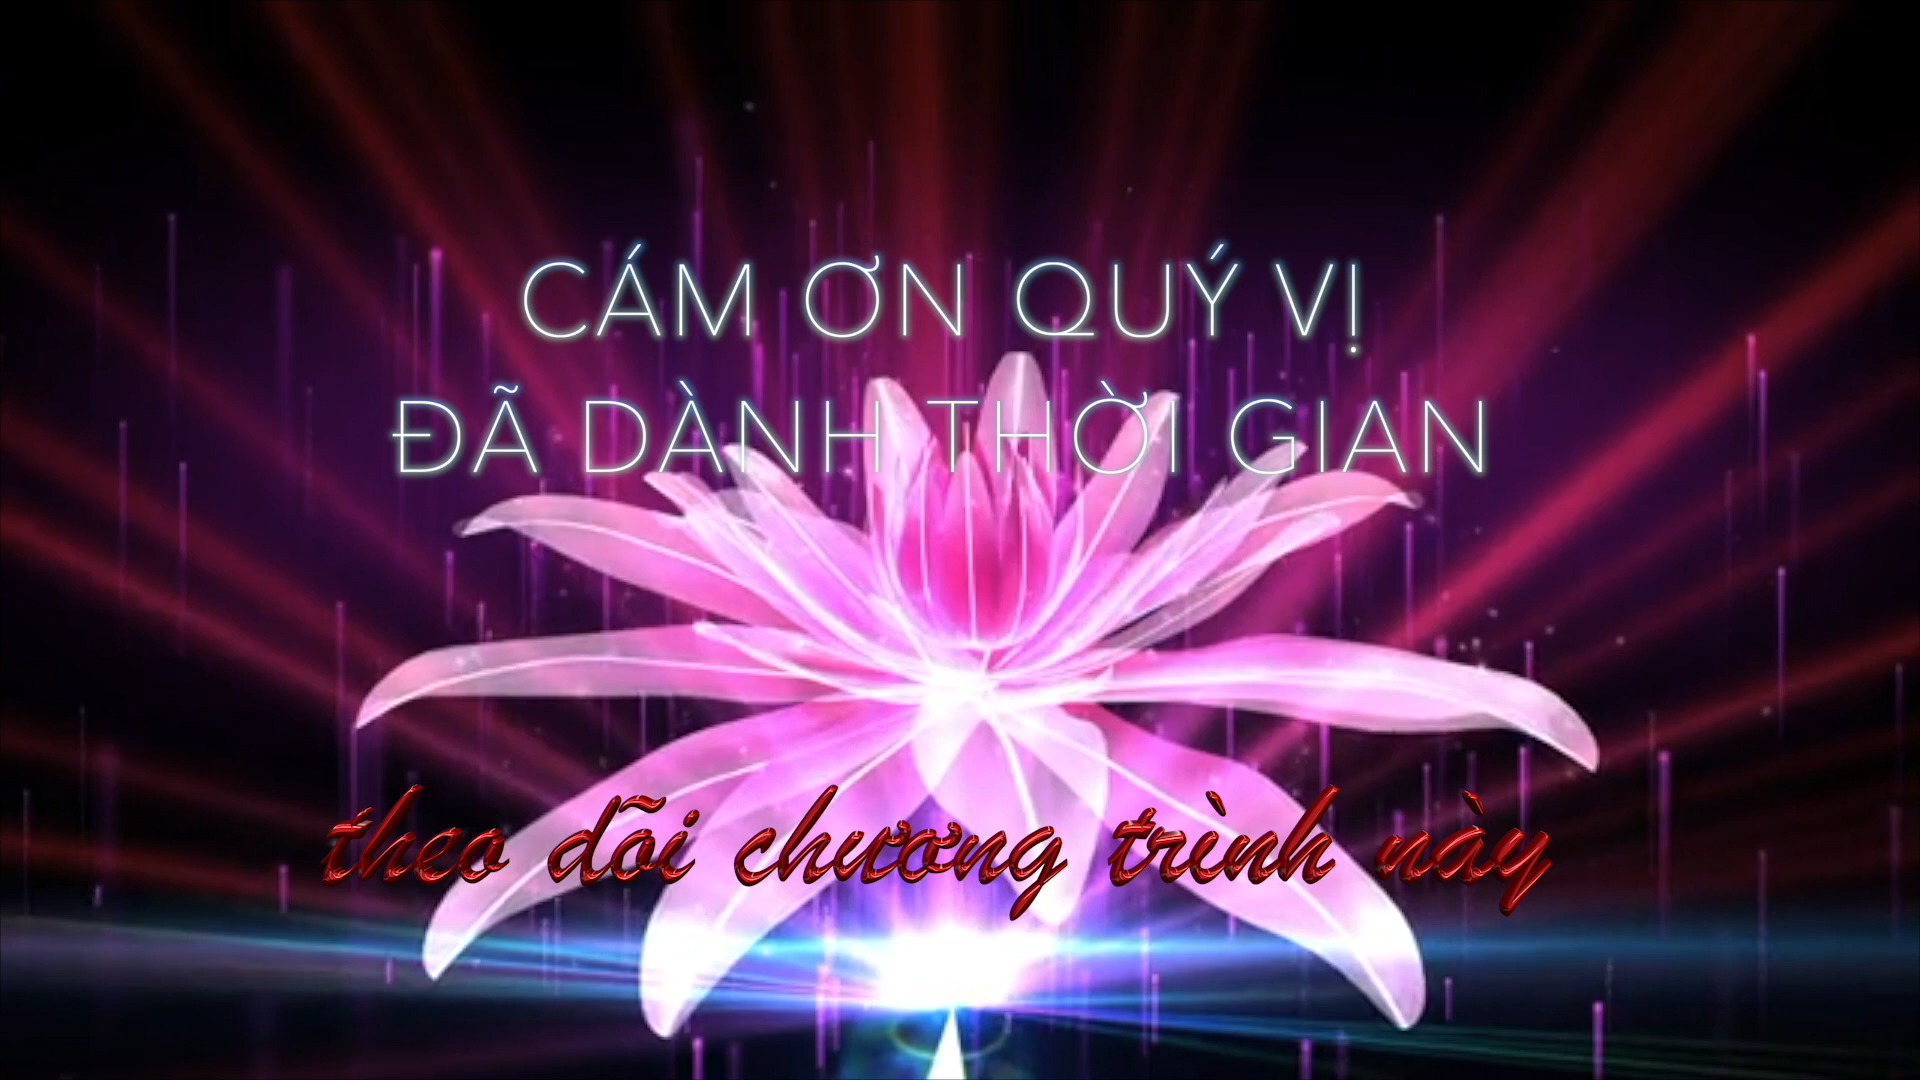 CÁM ƠN QUÝ VỊ
ĐÃ DÀNH THỜI GIAN
theo dõi chương trình này